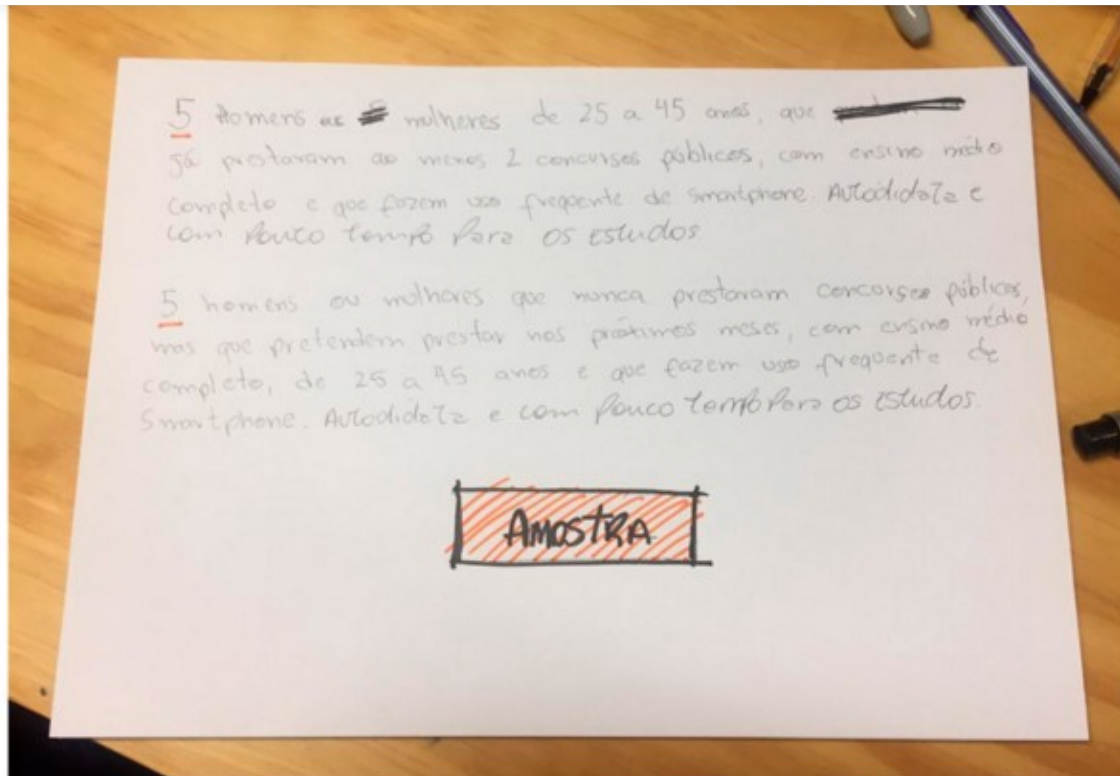 5 Homens ou mulheres de 25 a 45 anos, que
já prestaram ao menos 2 concursos públicos, com ensino médio
completo e que fazem uso frequente de smartphone. Autodidata e
com Pouco tempo Para os estudos
5 homens ou mulheres que nunca prestaram concursos públicos,
mas que pretendem prestar nos próximos meses, com ensino médio
completo, de 25 a 45 anos e que fazem uso frequente de
Smartphone. Autodidata e com Pouco tempo Para os estudos.
AMOSTRA